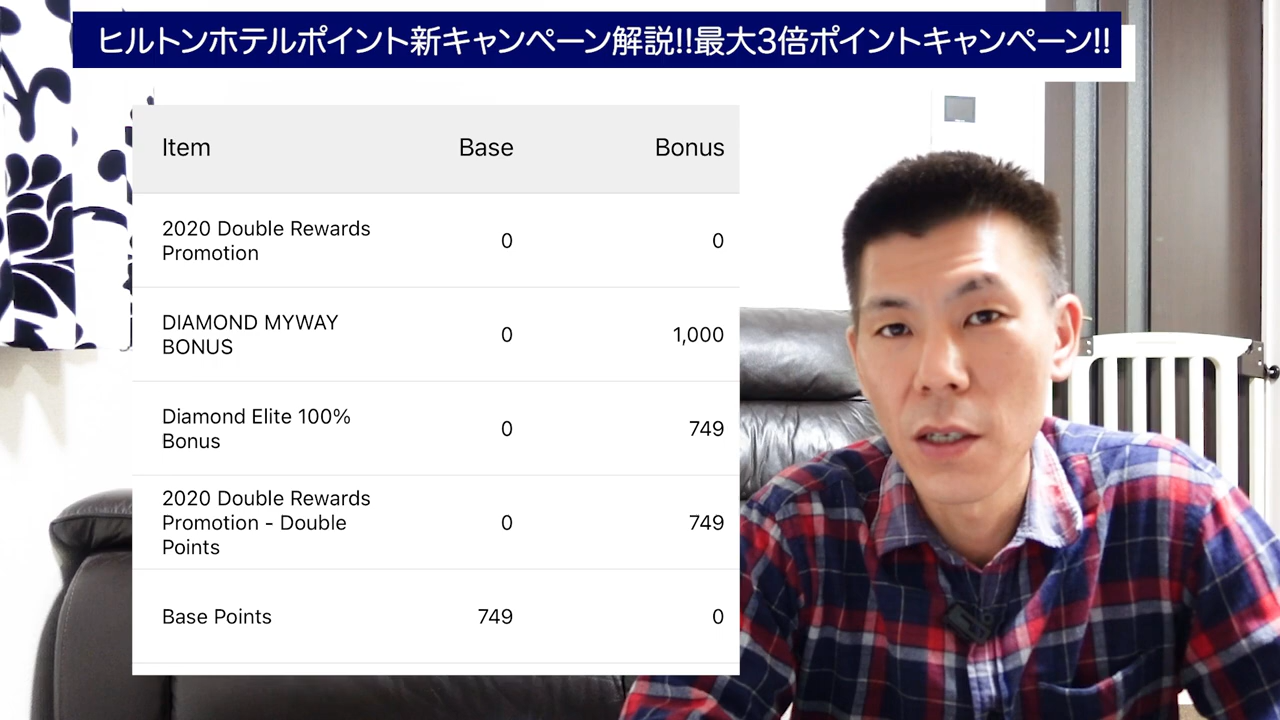 ヒルトンホテルポイント新キャンペーン解説!!最大3倍ポイントキャンペーン!!
Item Base Bonus
2020 Double Rewards
Promotion 0 0
DIAMOND MYWAY
BONUS 0 1,000
Diamond Elite 100%
Bonus 0 749
2020 Double Rewards
Promotion - Double
Points 0 749
Base Points 749 0